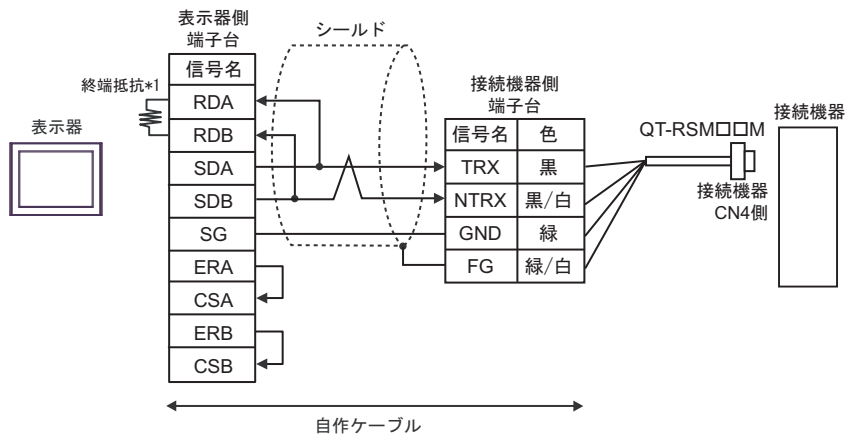 表示器側
端子台
シールド
信号名
終端抵抗*1
RDA
RDB
SDA
SDB
SG
ERA
CSA
ERB
CSB
表示器
接続機器側
端子台
信号名 色
TRX 黒
NTRX 黒/白
GND 緑
FG 緑/白
QT-RSM□□M
接続機器
CN4側
接続機器
自作ケーブル